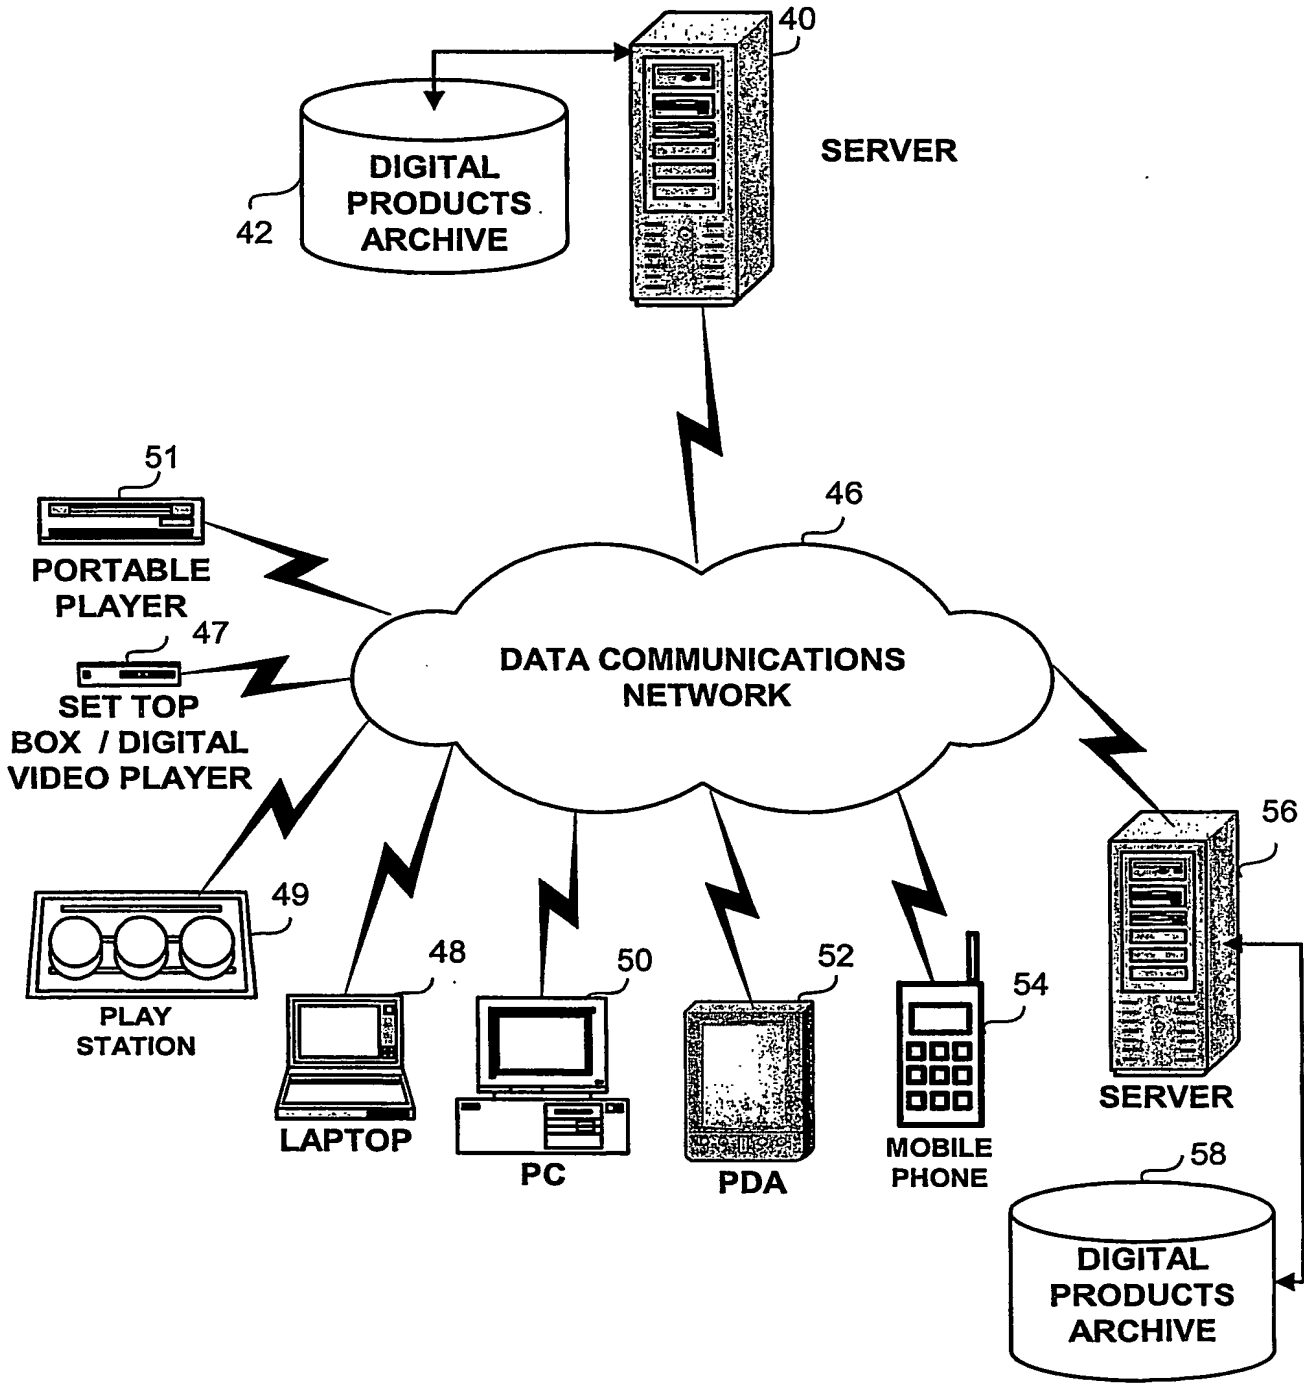 40
SERVER
DIGITAL
PRODUCTS
ARCHIVE
42
51
PORTABLE
PLAYER
46
47
SET TOP
BOX / DIGITAL
VIDEO PLAYER
DATA COMMUNICATIONS
NETWORK
49
PLAY
STATION
48
LAPTOP
50
PC
52
PDA
54
MOBILE
PHONE
56
SERVER
58
DIGITAL
PRODUCTS
ARCHIVE